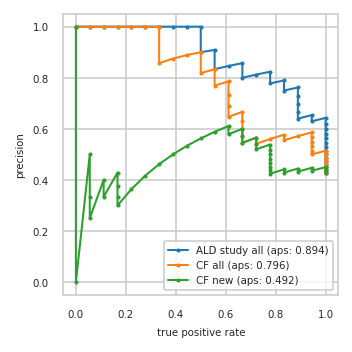 1.0
0.8
0.6
0.4
0.2
0.0
precision
0.0 0.2 0.4 0.6 0.8 1.0
true positive rate
ALD study all (aps: 0.894)
CF all (aps: 0.796)
CF new (aps: 0.492)